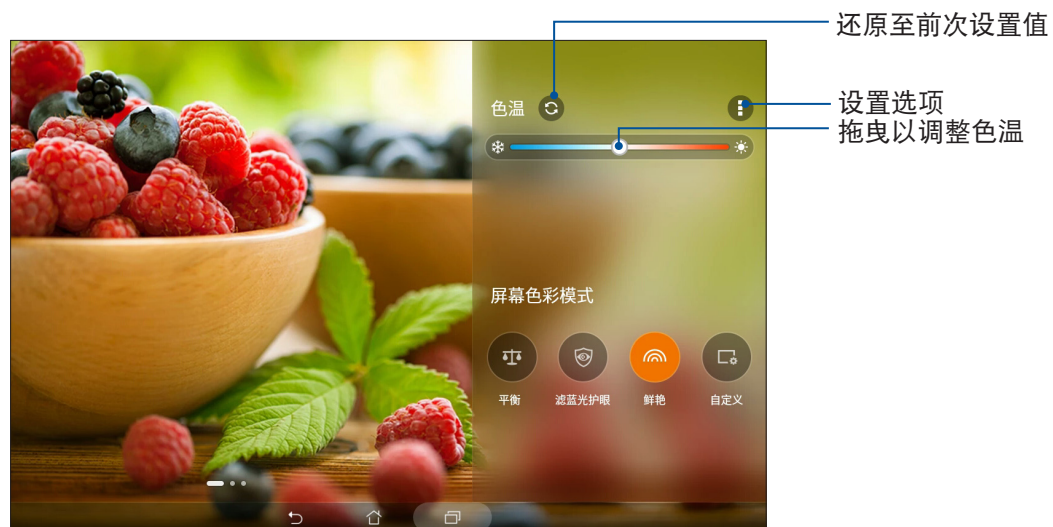 还原至前次设置值
色温
设置选项
拖曳以调整色温
屏幕色彩模式
平衡
滤蓝光护眼
鲜艳
自定义